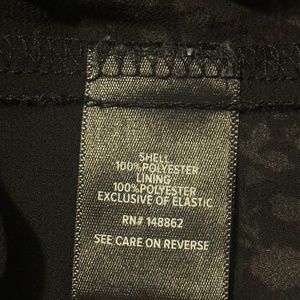 SHELL
100%POLYESTER
LINING
100%POLYESTER
EXCLUSIVE OF ELASTIC
RN# 148862
SEE CARE ON REVERSE